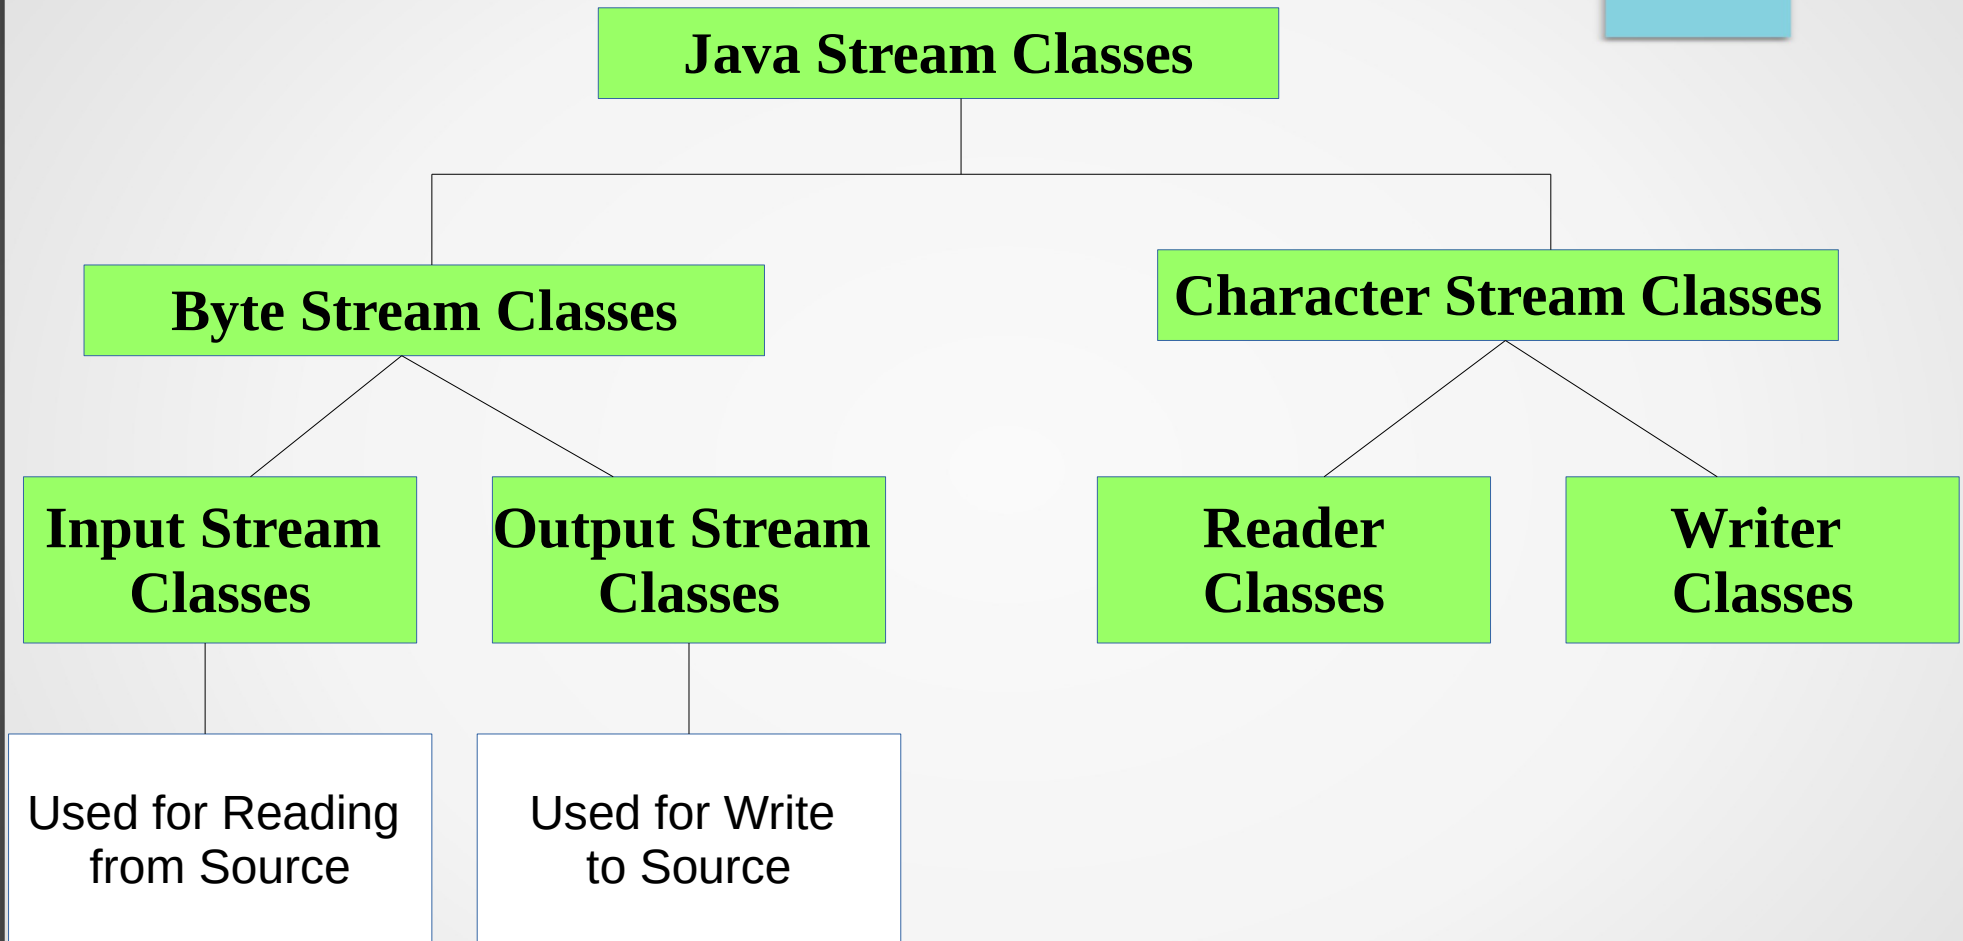 Java Stream Classes
Byte Stream Classes
Character Stream Classes
Input Stream
Classes
Output Stream
Classes
Reader
Classes
Writer
Classes
Used for Reading
from Source
Used for Write
to Source